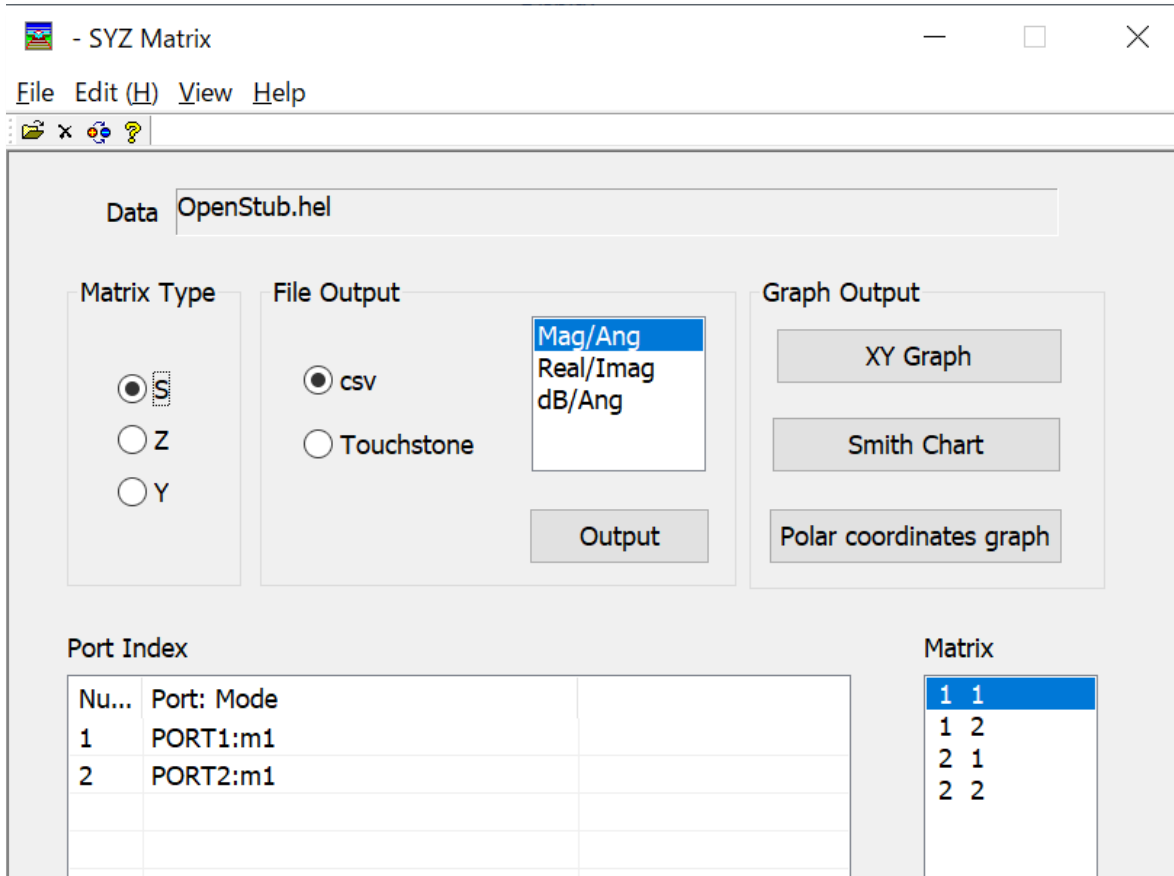 - SYZ Matrix
File Edit (H) View Help
Data OpenStub.hel
Matrix Type
S
Z
Y
File Output
csv
Touchstone
Mag/Ang
Real/Imag
dB/Ang
Output
Graph Output
XY Graph
Smith Chart
Polar coordinates graph
Port Index
Nu... Port: Mode
1 PORT1:m1
2 PORT2:m1
Matrix
1 1
1 2
2 1
2 2